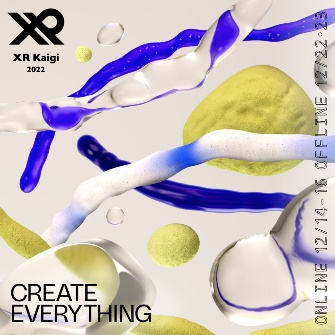 XR Kaigi
2022
ONLINE 12/14-16 OFFLINE 12/22-23
CREATE
EVERYTHING